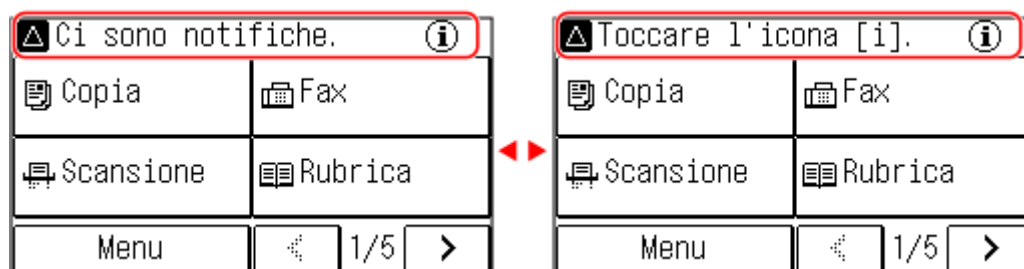 Ci sono notifiche.
Copia Fax
Scansione Rubrica
Menu 1/5
Toccare l'icona [i].
Copia Fax
Scansione Rubrica
Menu 1/5